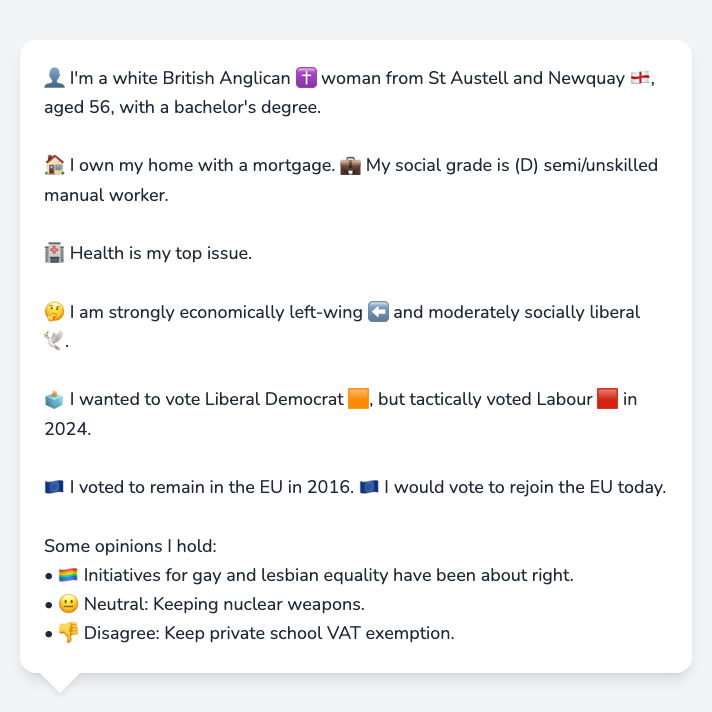 👤 I'm a white British Anglican ✝️ woman from St Austell and Newquay 🏴󠁧󠁢󠁥󠁮󠁧󠁿,
aged 56, with a bachelor's degree.
🏠 I own my home with a mortgage. 💼 My social grade is (D) semi/unskilled
manual worker.
🏥 Health is my top issue.
🤔 I am strongly economically left-wing ⬅️ and moderately socially liberal
🕊️.
🗳️ I wanted to vote Liberal Democrat 🟧, but tactically voted Labour 🟥 in
2024.
🇪🇺 I voted to remain in the EU in 2016. 🇪🇺 I would vote to rejoin the EU today.
Some opinions I hold:
• 🏳️‍🌈 Initiatives for gay and lesbian equality have been about right.
• 😐 Neutral: Keeping nuclear weapons.
• 👎 Disagree: Keep private school VAT exemption.